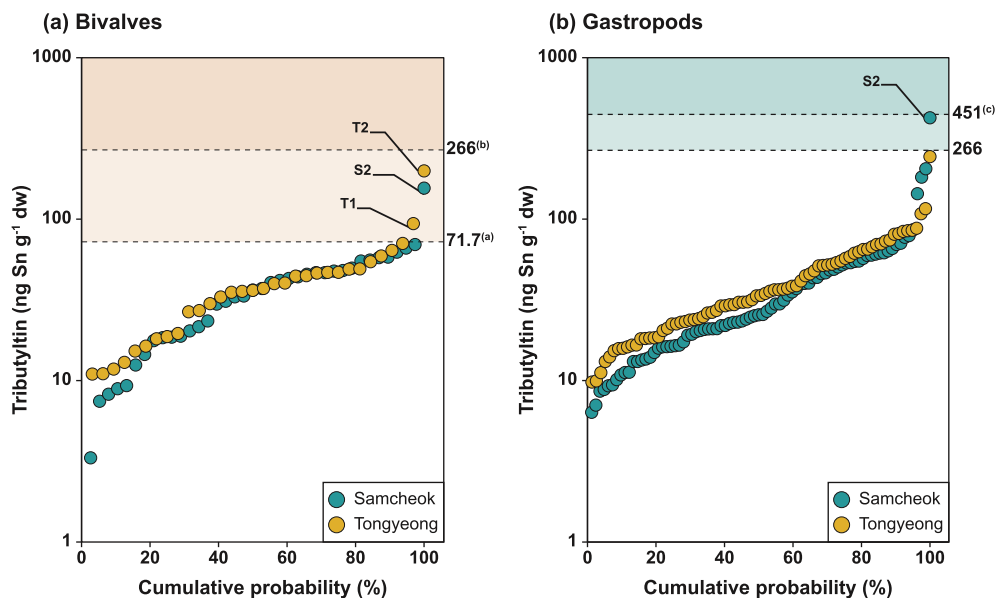 (a) Bivalves
Tributyltin (ng Sn g⁻¹ dw)
1000
100
10
1
T2
S2
T1
266⁽ᵇ⁾
71.7⁽ᵃ⁾
Samcheok
Tongyeong
0 20 40 60 80 100
Cumulative probability (%)
(b) Gastropods
Tributyltin (ng Sn g⁻¹ dw)
1000
100
10
1
S2
451⁽ᶜ⁾
266
Samcheok
Tongyeong
0 20 40 60 80 100
Cumulative probability (%)